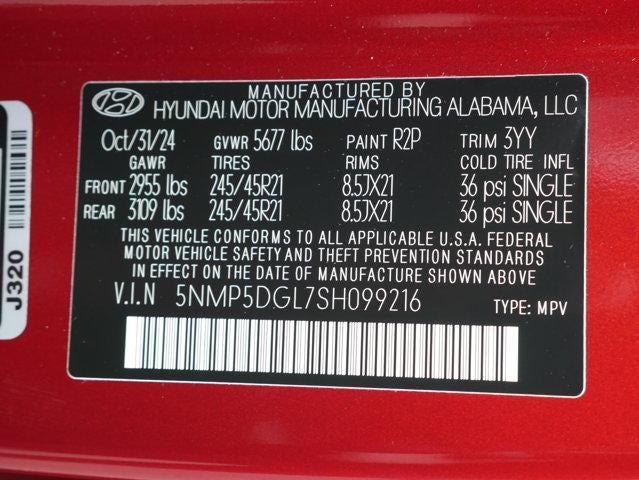 MANUFACTURED BY
HYUNDAI MOTOR MANUFACTURING ALABAMA, LLC
Oct/31/24 GVWR 5677 lbs PAINT R2P TRIM 3YY
GAWR TIRES RIMS COLD TIRE INFL
FRONT 2955 lbs 245/45R21 8.5JX21 36 psi SINGLE
REAR 3109 lbs 245/45R21 8.5JX21 36 psi SINGLE
THIS VEHICLE CONFORMS TO ALL APPLICABLE U.S.A. FEDERAL
MOTOR VEHICLE SAFETY AND THEFT PREVENTION STANDARDS
IN EFFECT ON THE DATE OF MANUFACTURE SHOWN ABOVE.
V.I.N 5NMP5DGL7SH099216 TYPE: MPV
J320